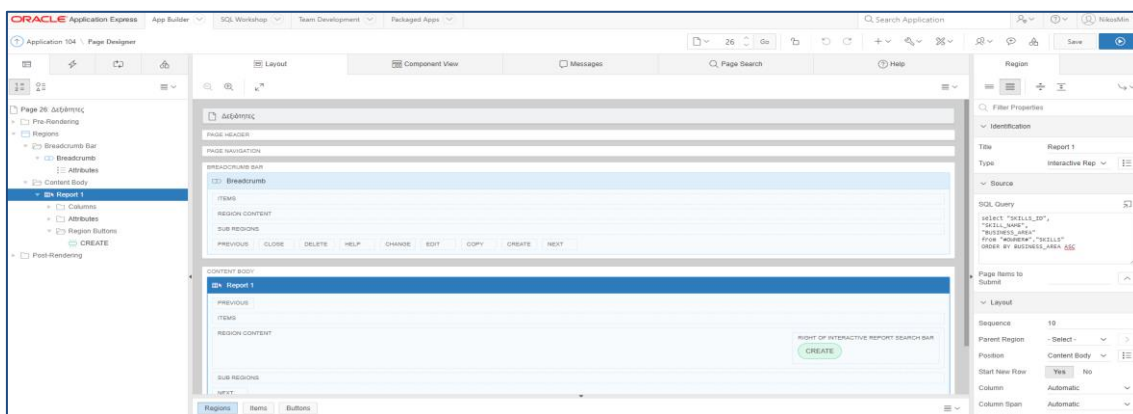 ORACLE Application Express App Builder SQL Workshop Team Development Packaged Apps Search Application NikosMin
Application 104 \ Page Designer 26 Go Save
Layout Component View Messages Page Search Help Region
Page 26: Δεξιότητες
Pre-Rendering
Regions
Breadcrumb Bar
Breadcrumb
Attributes
Content Body
Report 1
Columns
Attributes
Region Buttons
CREATE
Post-Rendering
Δεξιότητες
PAGE HEADER
PAGE NAVIGATION
BREADCRUMB BAR
Breadcrumb
ITEMS
REGION CONTENT
SUB REGIONS
PREVIOUS CLOSE DELETE HELP CHANGE EDIT COPY CREATE NEXT
CONTENT BODY
Report 1
PREVIOUS
ITEMS
REGION CONTENT
RIGHT OF INTERACTIVE REPORT SEARCH BAR
CREATE
SUB REGIONS
NEXT
Regions Items Buttons
Filter Properties
Identification
Title Report 1
Type Interactive Rep
Source
SQL Query
select "SKILLS_ID",
"SKILL_NAME",
"BUSINESS_AREA"
from "#OWNER#"."SKILLS"
ORDER BY BUSINESS_AREA ASC
Page Items to
Submit
Layout
Sequence 10
Parent Region - Select -
Position Content Body
Start New Row Yes No
Column Automatic
Column Span Automatic